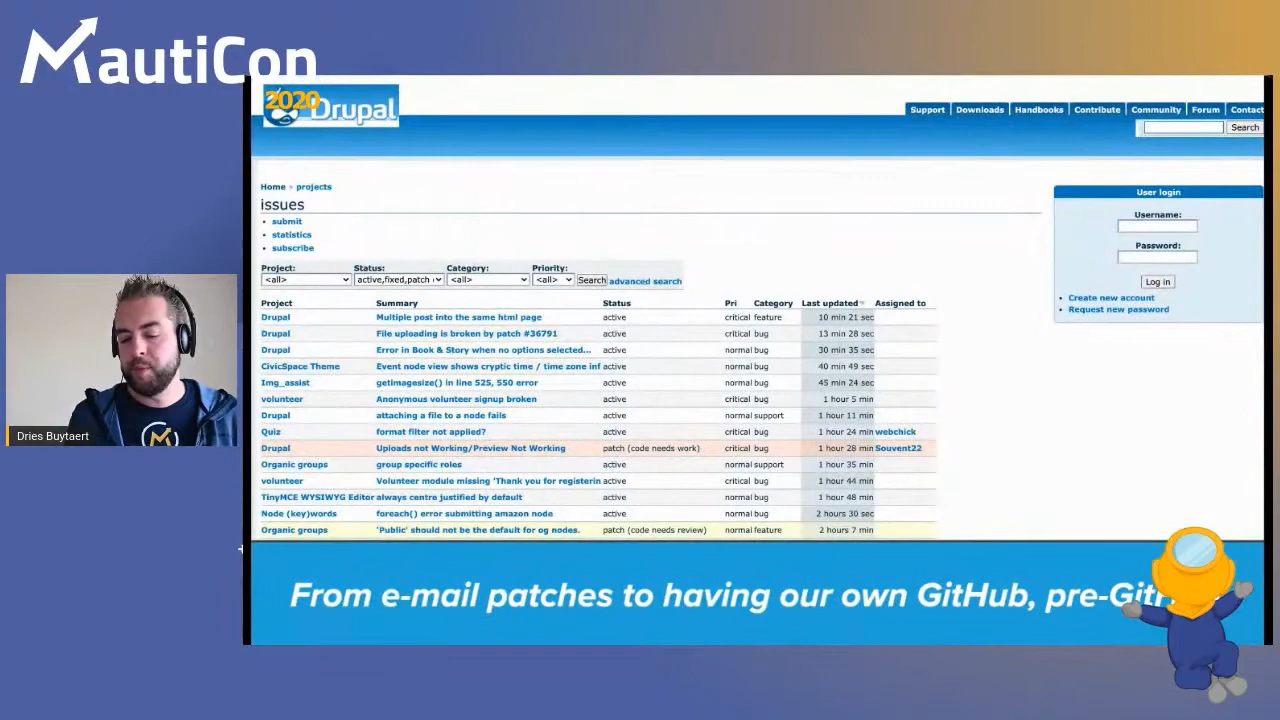 MautiCon
2020
Drupal
Support Downloads Handbooks Contribute Community Forum Contact
Search
Home » projects
issues
submit
statistics
subscribe
Project: Status: Category: Priority:
<all> active,fixed,patch <all> <all> Search advanced search
Project Summary Status Pri Category Last updated Assigned to
Drupal Multiple post into the same html page active critical feature 10 min 21 sec
Drupal File uploading is broken by patch #36791 active critical bug 13 min 28 sec
Drupal Error in Book & Story when no options selected... active normal bug 30 min 35 sec
CivicSpace Theme Event node view shows cryptic time / time zone inf active normal bug 40 min 49 sec
Img_assist getimagesize() in line 525, 550 error active normal bug 45 min 24 sec
volunteer Anonymous volunteer signup broken active critical bug 1 hour 5 min
Drupal attaching a file to a node fails active normal support 1 hour 11 min
Quiz format filter not applied? active critical bug 1 hour 24 min webchick
Drupal Uploads not Working/Preview Not Working patch (code needs work) critical bug 1 hour 28 min Souvent22
Organic groups group specific roles active normal support 1 hour 35 min
volunteer Volunteer module missing 'Thank you for registerin active critical bug 1 hour 44 min
TinyMCE WYSIWYG Editor always centre justified by default active normal bug 1 hour 48 min
Node (key)words foreach() error submitting amazon node active critical bug 2 hours 30 sec
Organic groups 'Public' should not be the default for og nodes. patch (code needs review) normal feature 2 hours 7 min
User login
Username:
Password:
Log in
Create new account
Request new password
Dries Buytaert
From e-mail patches to having our own GitHub, pre-GitH